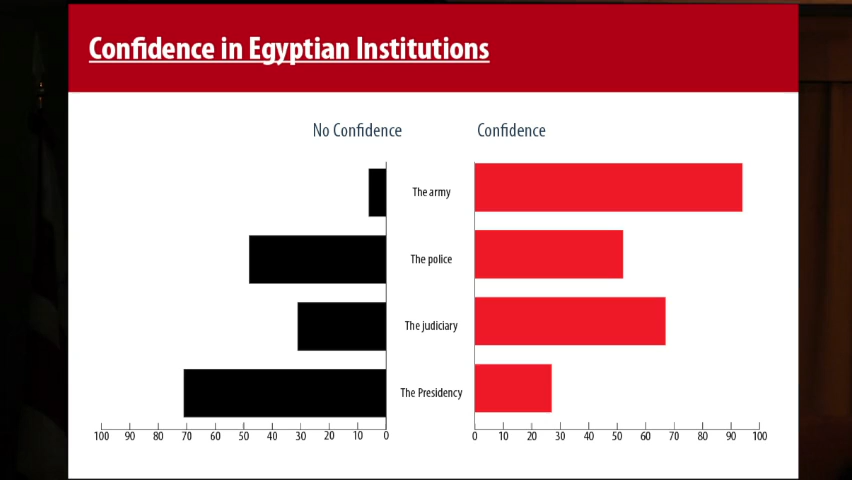 Confidence in Egyptian Institutions
No Confidence
Confidence
The army
The police
The judiciary
The Presidency
100 90 80 70 60 50 40 30 20 10 0
0 10 20 30 40 50 60 70 80 90 100